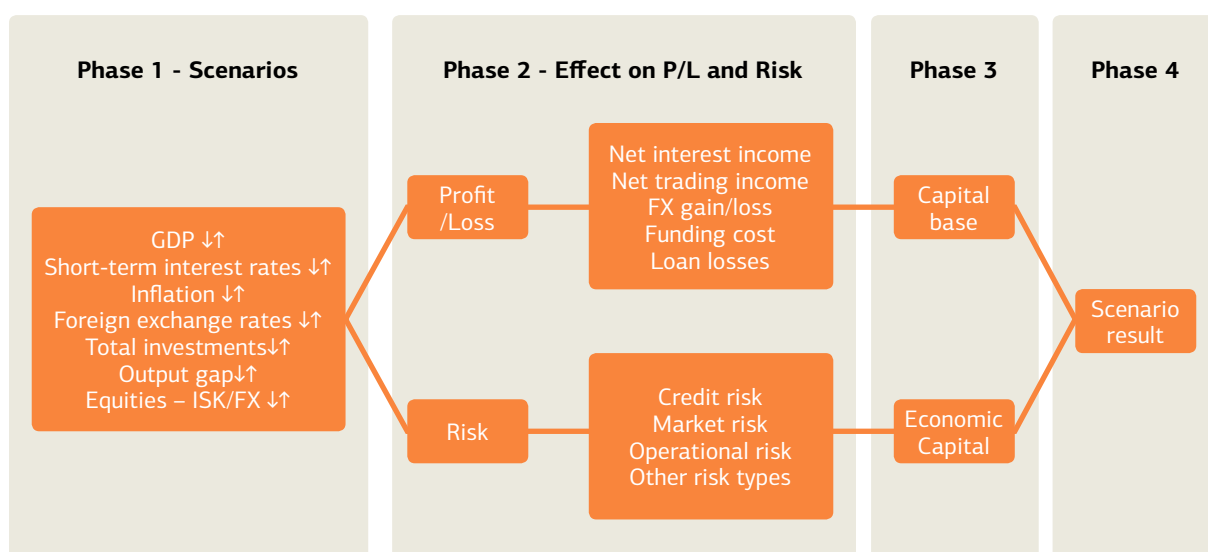 Phase 1 - Scenarios
GDP ↓↑
Short-term interest rates ↓↑
Inflation ↓↑
Foreign exchange rates ↓↑
Total investments↓↑
Output gap↓↑
Equities – ISK/FX ↓↑
Phase 2 - Effect on P/L and Risk
Profit
/Loss
Net interest income
Net trading income
FX gain/loss
Funding cost
Loan losses
Risk
Credit risk
Market risk
Operational risk
Other risk types
Phase 3
Capital
base
Economic
Capital
Phase 4
Scenario
result